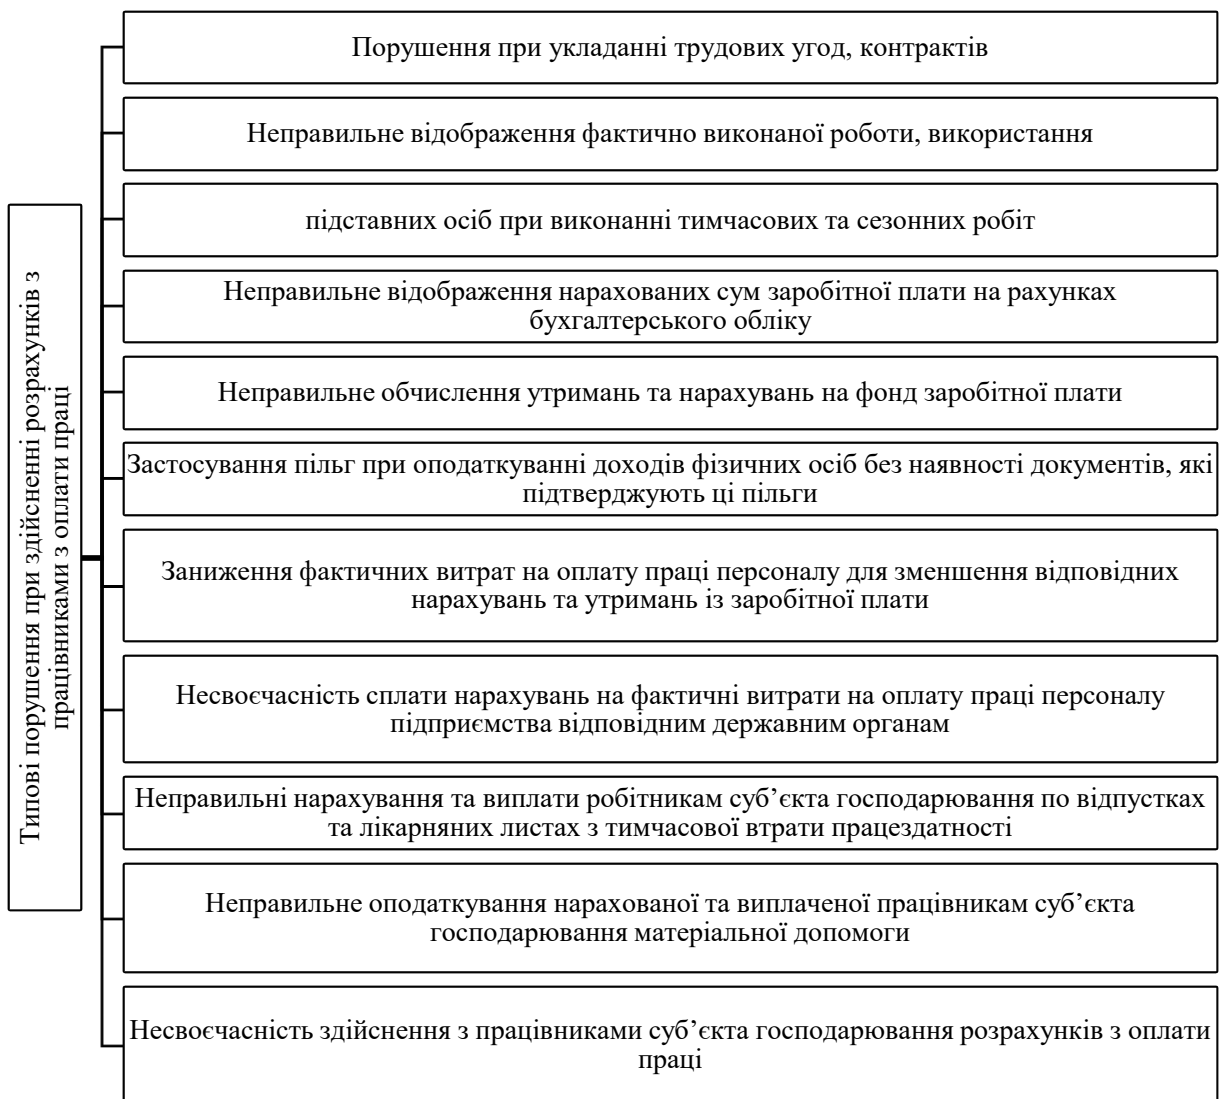 Типові порушення при здійсненні розрахунків з
працівниками з оплати праці
Порушення при укладанні трудових угод, контрактів
Неправильне відображення фактично виконаної роботи, використання
підставних осіб при виконанні тимчасових та сезонних робіт
Неправильне відображення нарахованих сум заробітної плати на рахунках
бухгалтерського обліку
Неправильне обчислення утримань та нарахувань на фонд заробітної плати
Застосування пільг при оподаткуванні доходів фізичних осіб без наявності документів, які
підтверджують ці пільги
Заниження фактичних витрат на оплату праці персоналу для зменшення відповідних
нарахувань та утримань із заробітної плати
Несвоєчасність сплати нарахувань на фактичні витрати на оплату праці персоналу
підприємства відповідним державним органам
Неправильні нарахування та виплати робітникам суб’єкта господарювання по відпустках
та лікарняних листах з тимчасової втрати працездатності
Неправильне оподаткування нарахованої та виплаченої працівникам суб’єкта
господарювання матеріальної допомоги
Несвоєчасність здійснення з працівниками суб’єкта господарювання розрахунків з оплати
праці